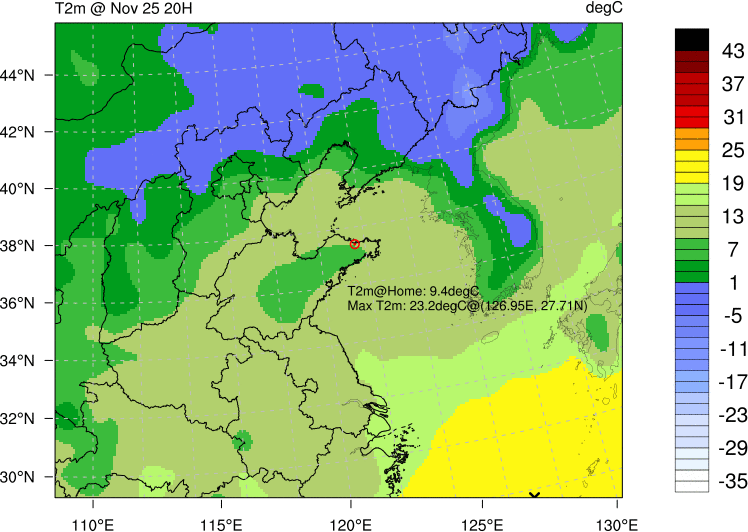 T2m @ Nov 25 20H
degC
44°N
42°N
40°N
38°N
36°N
34°N
32°N
30°N
T2m@Home: 9.4degC
Max T2m: 23.2degC@(126.95E, 27.71N)
110°E
115°E
120°E
125°E
130°E
43
37
31
25
19
13
7
1
-5
-11
-17
-23
-29
-35